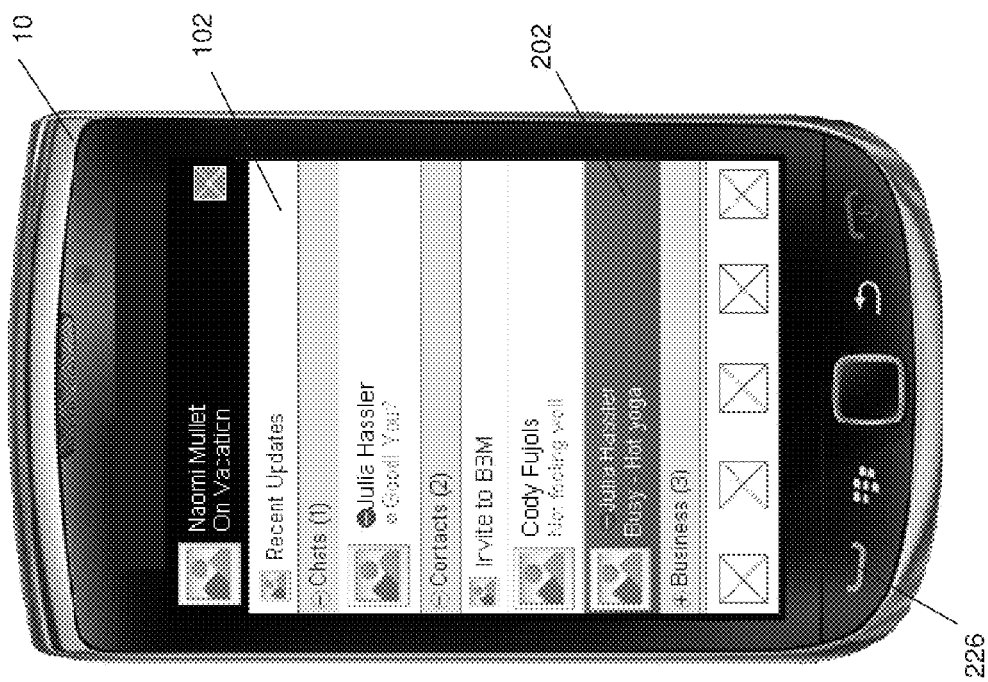 10
102
Naomi Mullet
On Vacation
Recent Updates
– Chats (1)
Julia Hassler
Good! You?
– Contacts (2)
Invite to BBM
Cody Fujols
Not feeling well
202
Julia Hassler
Busy - Hot yoga
+ Business (3)
226